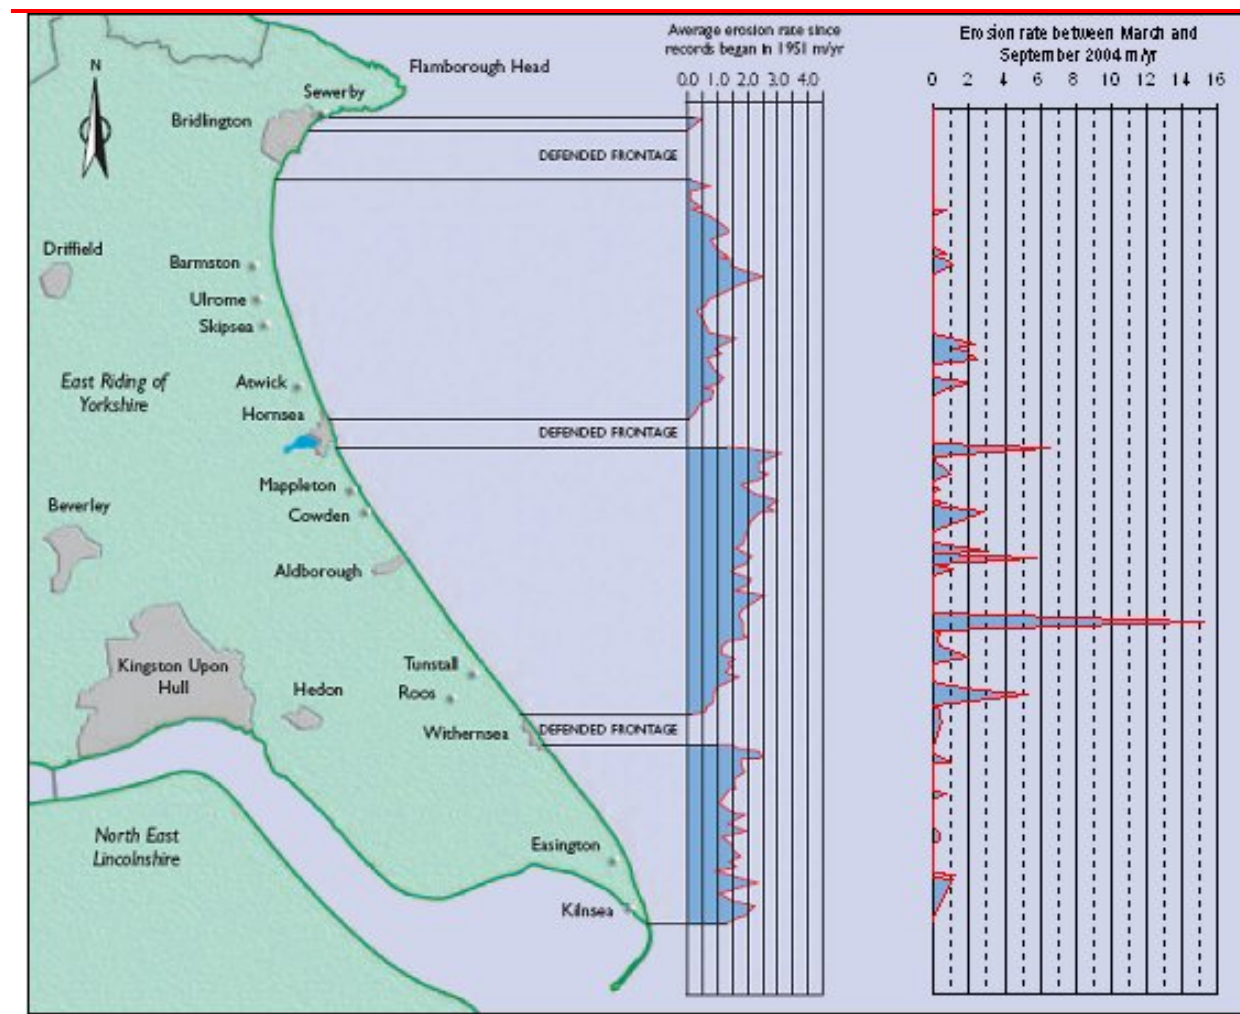 Average erosion rate since
records began in 1951 m/yr
0.0 1.0 2.0 3.0 4.0
Erosion rate between March and
September 2004 m/yr
0 2 4 6 8 10 12 14 16
N
Flamborough Head
Sewerby
Bridlington
DEFENDED FRONTAGE
Driffield
Barmston
Ulrome
Skipsea
East Riding of
Yorkshire
Atwick
Hornsea
DEFENDED FRONTAGE
Mappleton
Beverley
Cowden
Aldborough
Kingston Upon
Hull
Hedon
Tunstall
Roos
Withernsea
DEFENDED FRONTAGE
North East
Lincolnshire
Easington
Kilnsea